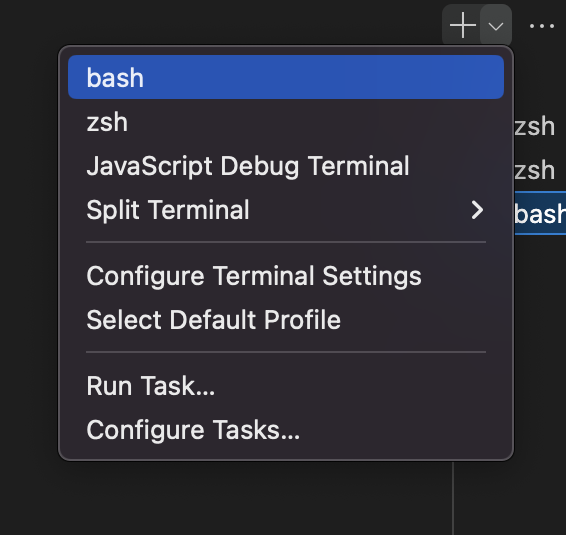 bash
zsh
JavaScript Debug Terminal
Split Terminal
Configure Terminal Settings
Select Default Profile
Run Task...
Configure Tasks...
zsh
zsh
bash